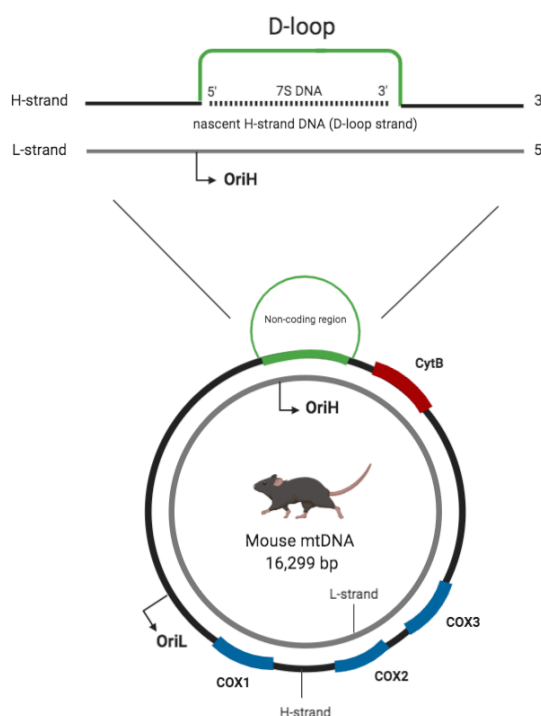 D-loop
5' 7S DNA 3'
H-strand 3
nascent H-strand DNA (D-loop strand)
L-strand 5
OriH
Non-coding region
CytB
OriH
Mouse mtDNA
16,299 bp
L-strand
COX3
OriL
COX1
COX2
H-strand